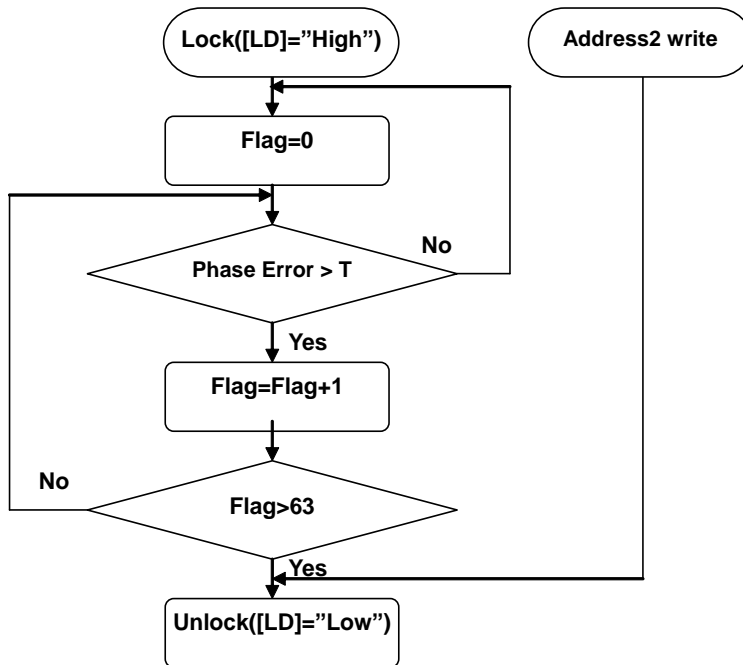 Lock([LD]=”High”)
Address2 write
Flag=0
No
Phase Error > T
Yes
Flag=Flag+1
No
Flag>63
Yes
Unlock([LD]=”Low”)